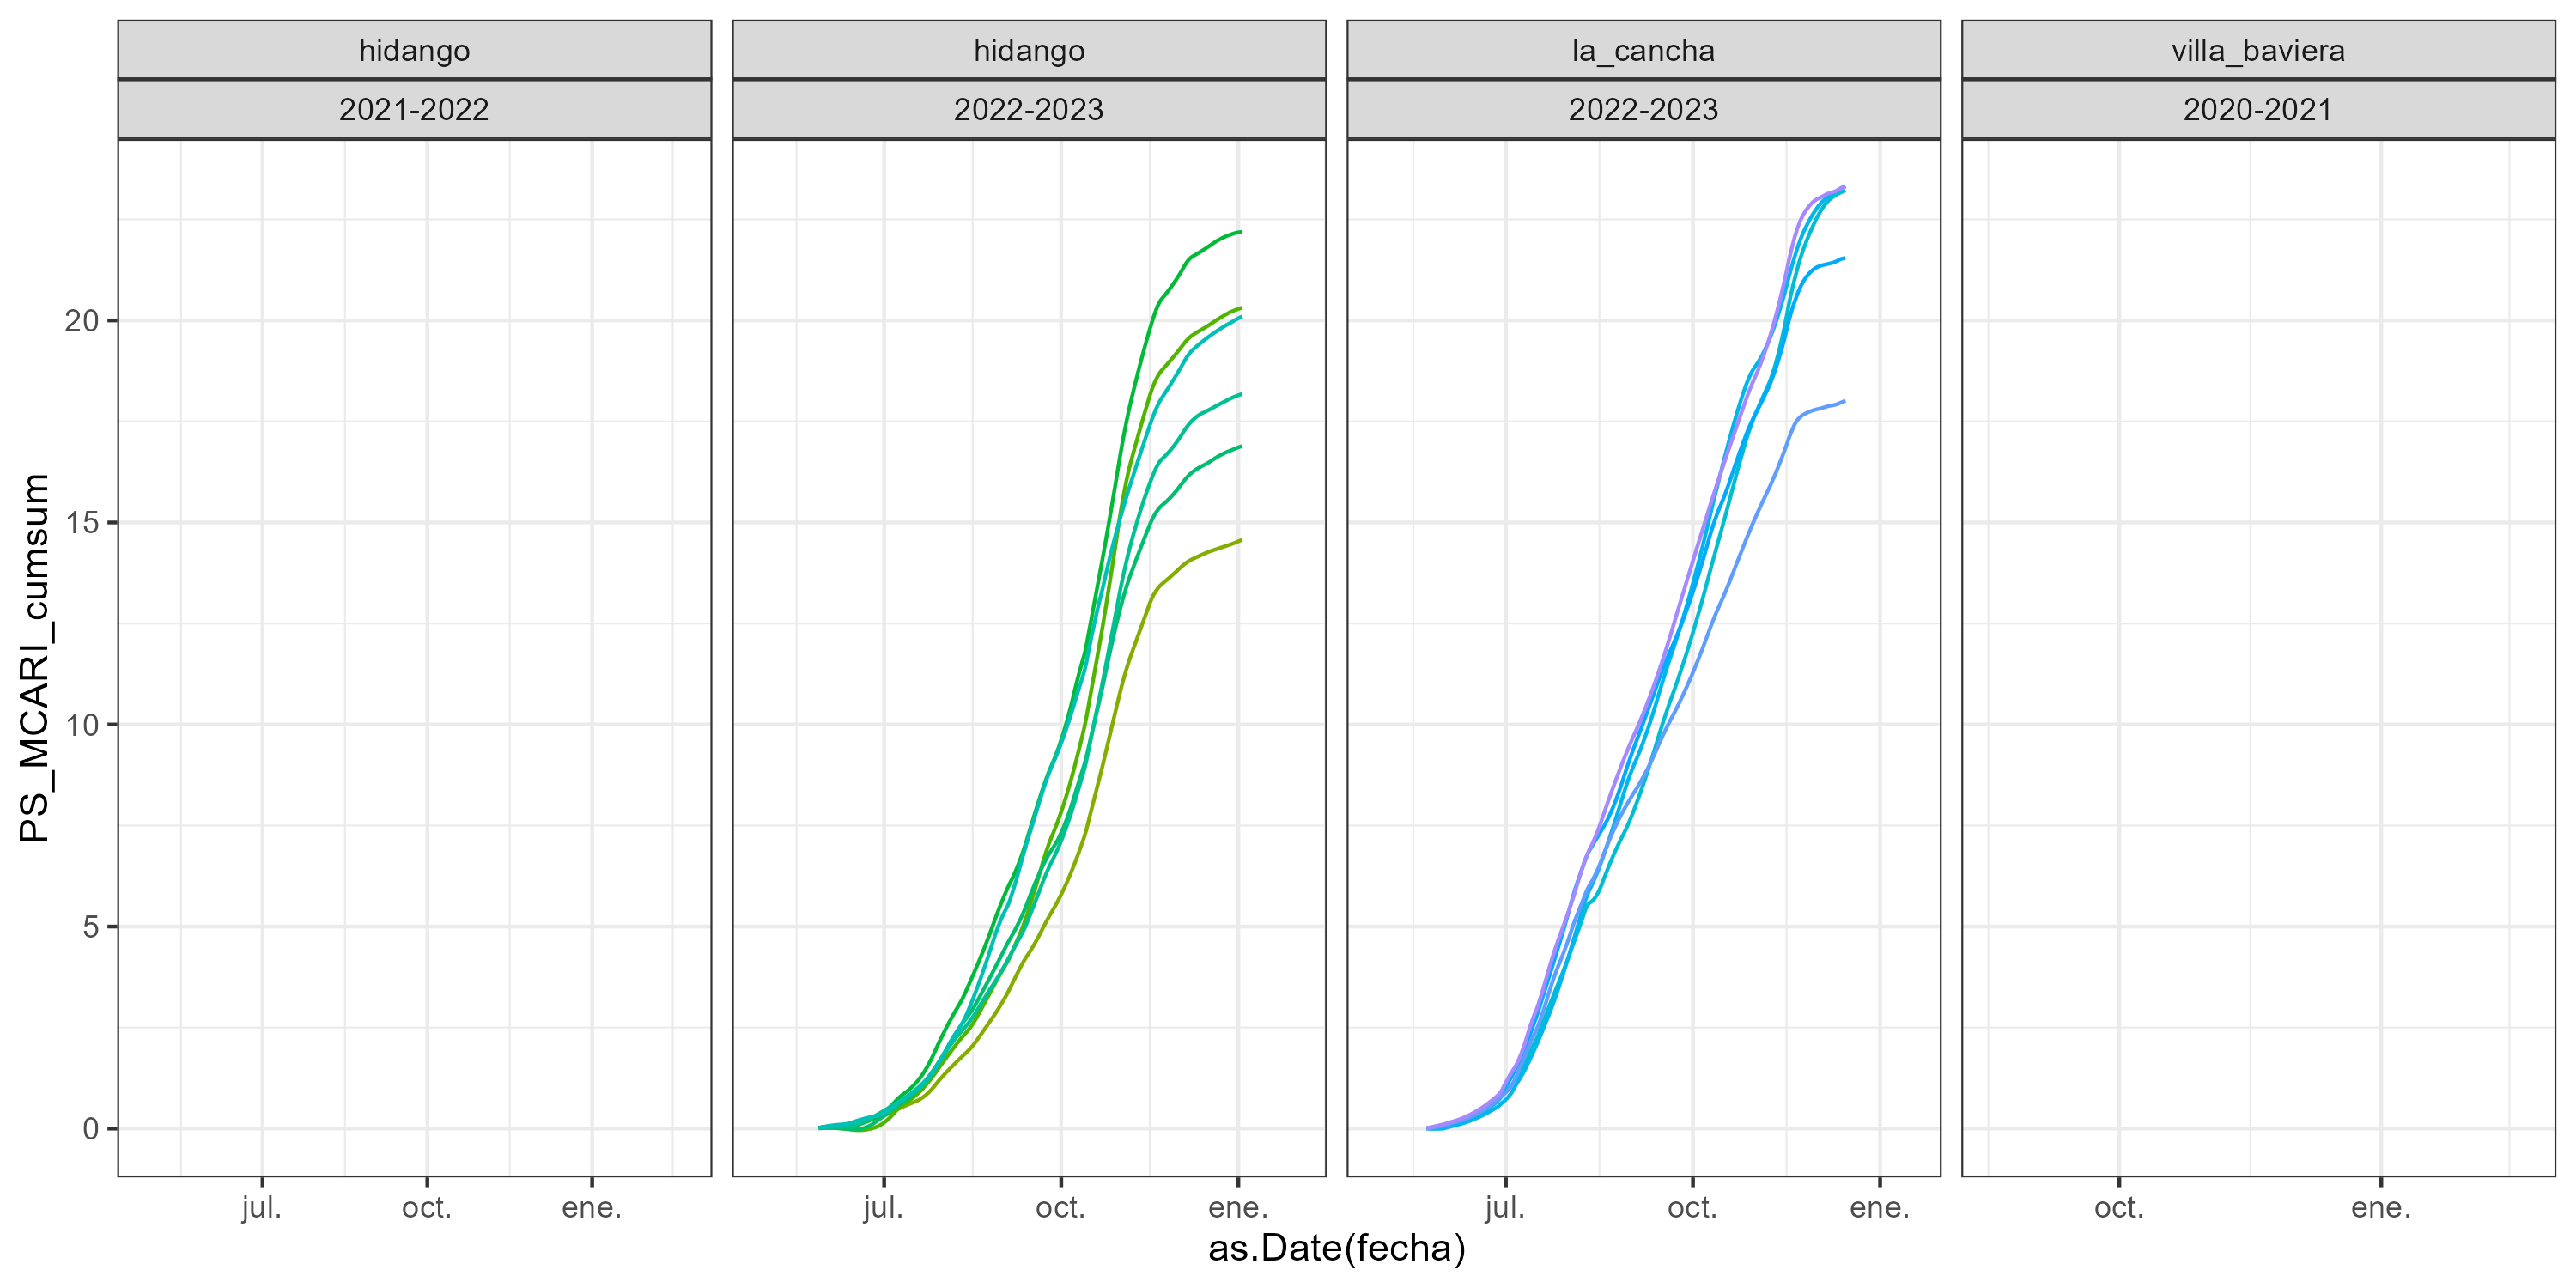 hidango hidango la_cancha villa_baviera
2021-2022 2022-2023 2022-2023 2020-2021
PS_MCARI_cumsum
20
15
10
5
0
jul. oct. ene. jul. oct. ene. jul. oct. ene. oct. ene.
as.Date(fecha)